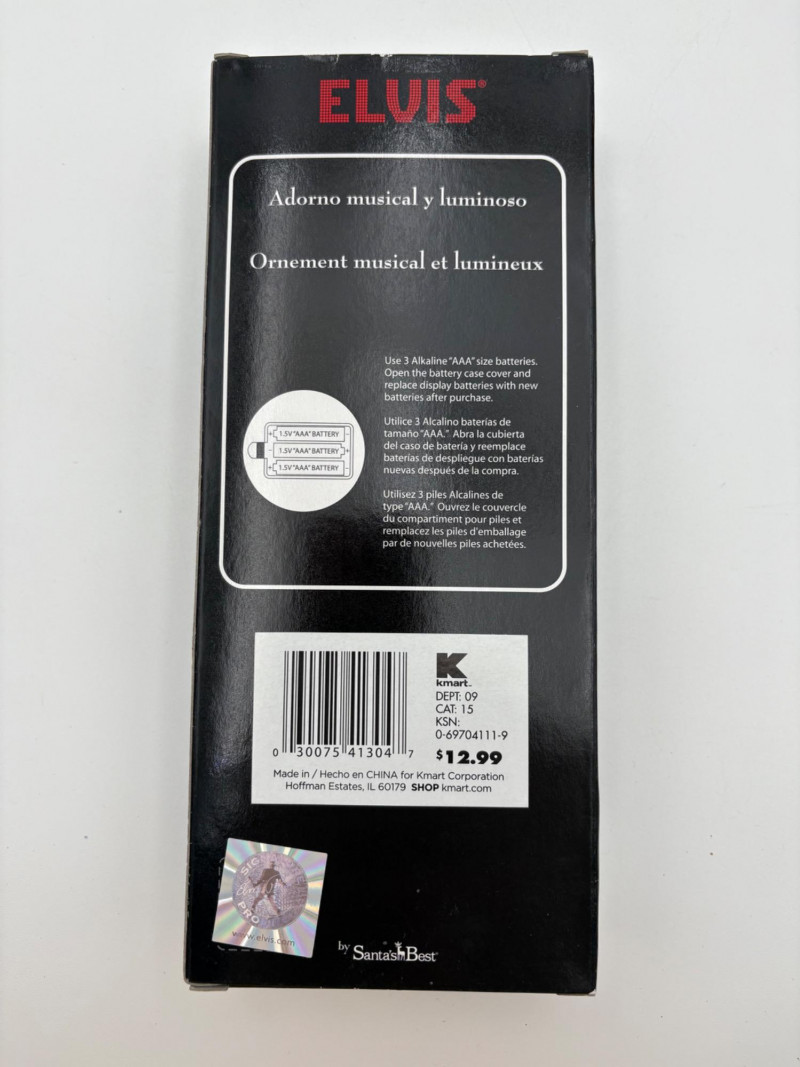 ELVIS®
Adorno musical y luminoso
Ornement musical et lumineux
Use 3 Alkaline "AAA" size batteries.
Open the battery case cover and
replace display batteries with new
batteries after purchase.
Utilice 3 Alcalino baterías de
tamaño "AAA." Abra la cubierta
del caso de batería y reemplace
baterías de despliegue con baterías
nuevas después de la compra.
Utilisez 3 piles Alcalines de
type "AAA." Ouvrez le couvercle
du compartiment pour piles et
remplacez les piles d'emballage
par de nouvelles piles achetées.
+ 1.5V "AAA" BATTERY -
- 1.5V "AAA" BATTERY +
+ 1.5V "AAA" BATTERY -
K
kmart
DEPT: 09
CAT: 15
KSN:
0-69704111-9
$12.99
0 30075 41304 7
Made in / Hecho en CHINA for Kmart Corporation
Hoffman Estates, IL 60179 SHOP kmart.com
www.elvis.com
by Santa's Best